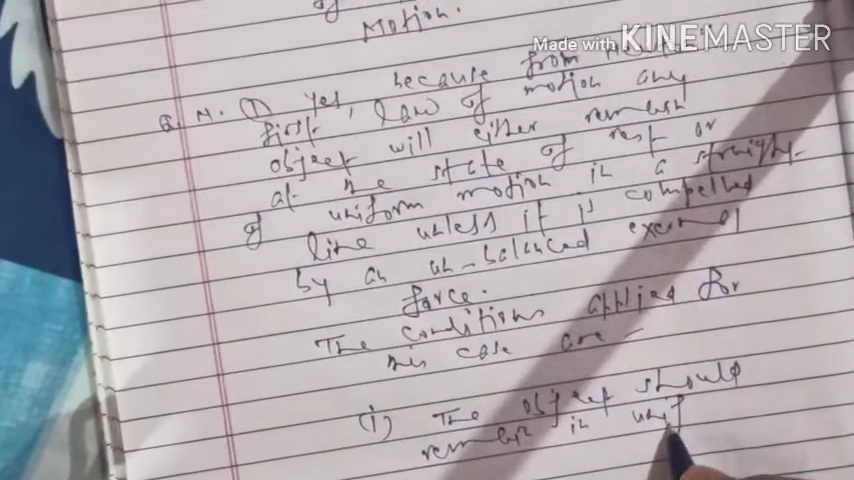 of
Motion.
Made with KINEMASTER
Q. N. ① Yes, because from
first law of motion any
object will either remain
at the state of rest or
of uniform motion in a straight-
line unless it is compelled
by an un-balanced external
force.
The conditions applied for
this case are -
(i) The object should
remain in unif